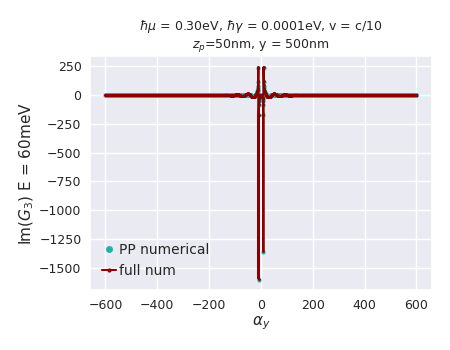 ħμ = 0.30eV, ħγ = 0.0001eV, v = c/10
z_p=50nm, y = 500nm
Im(G_3) E = 60meV
250
0
−250
−500
−750
−1000
−1250
−1500
PP numerical
full num
−600 −400 −200 0 200 400 600
α_y